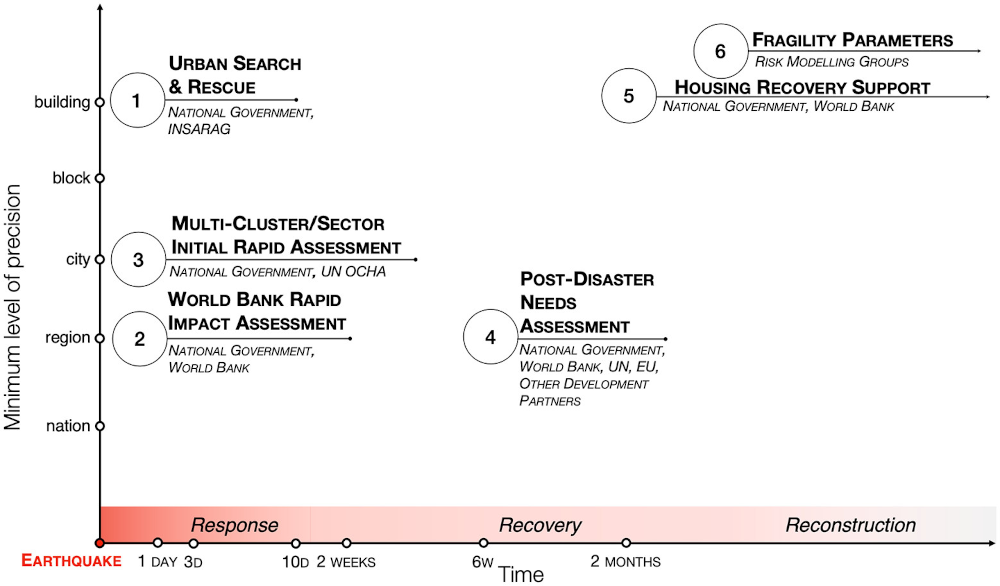 6
FRAGILITY PARAMETERS
RISK MODELLING GROUPS
5
HOUSING RECOVERY SUPPORT
NATIONAL GOVERNMENT, WORLD BANK
1
URBAN SEARCH
& RESCUE
NATIONAL GOVERNMENT,
INSARAG
building
block
Minimum level of precision
3
MULTI-CLUSTER/SECTOR
INITIAL RAPID ASSESSMENT
NATIONAL GOVERNMENT, UN OCHA
city
2
WORLD BANK RAPID
IMPACT ASSESSMENT
NATIONAL GOVERNMENT,
WORLD BANK
region
4
POST-DISASTER
NEEDS
ASSESSMENT
NATIONAL GOVERNMENT,
WORLD BANK, UN, EU,
OTHER DEVELOPMENT
PARTNERS
nation
Response
Recovery
Reconstruction
EARTHQUAKE
1 DAY
3D
10D
2 WEEKS
6W
2 MONTHS
Time